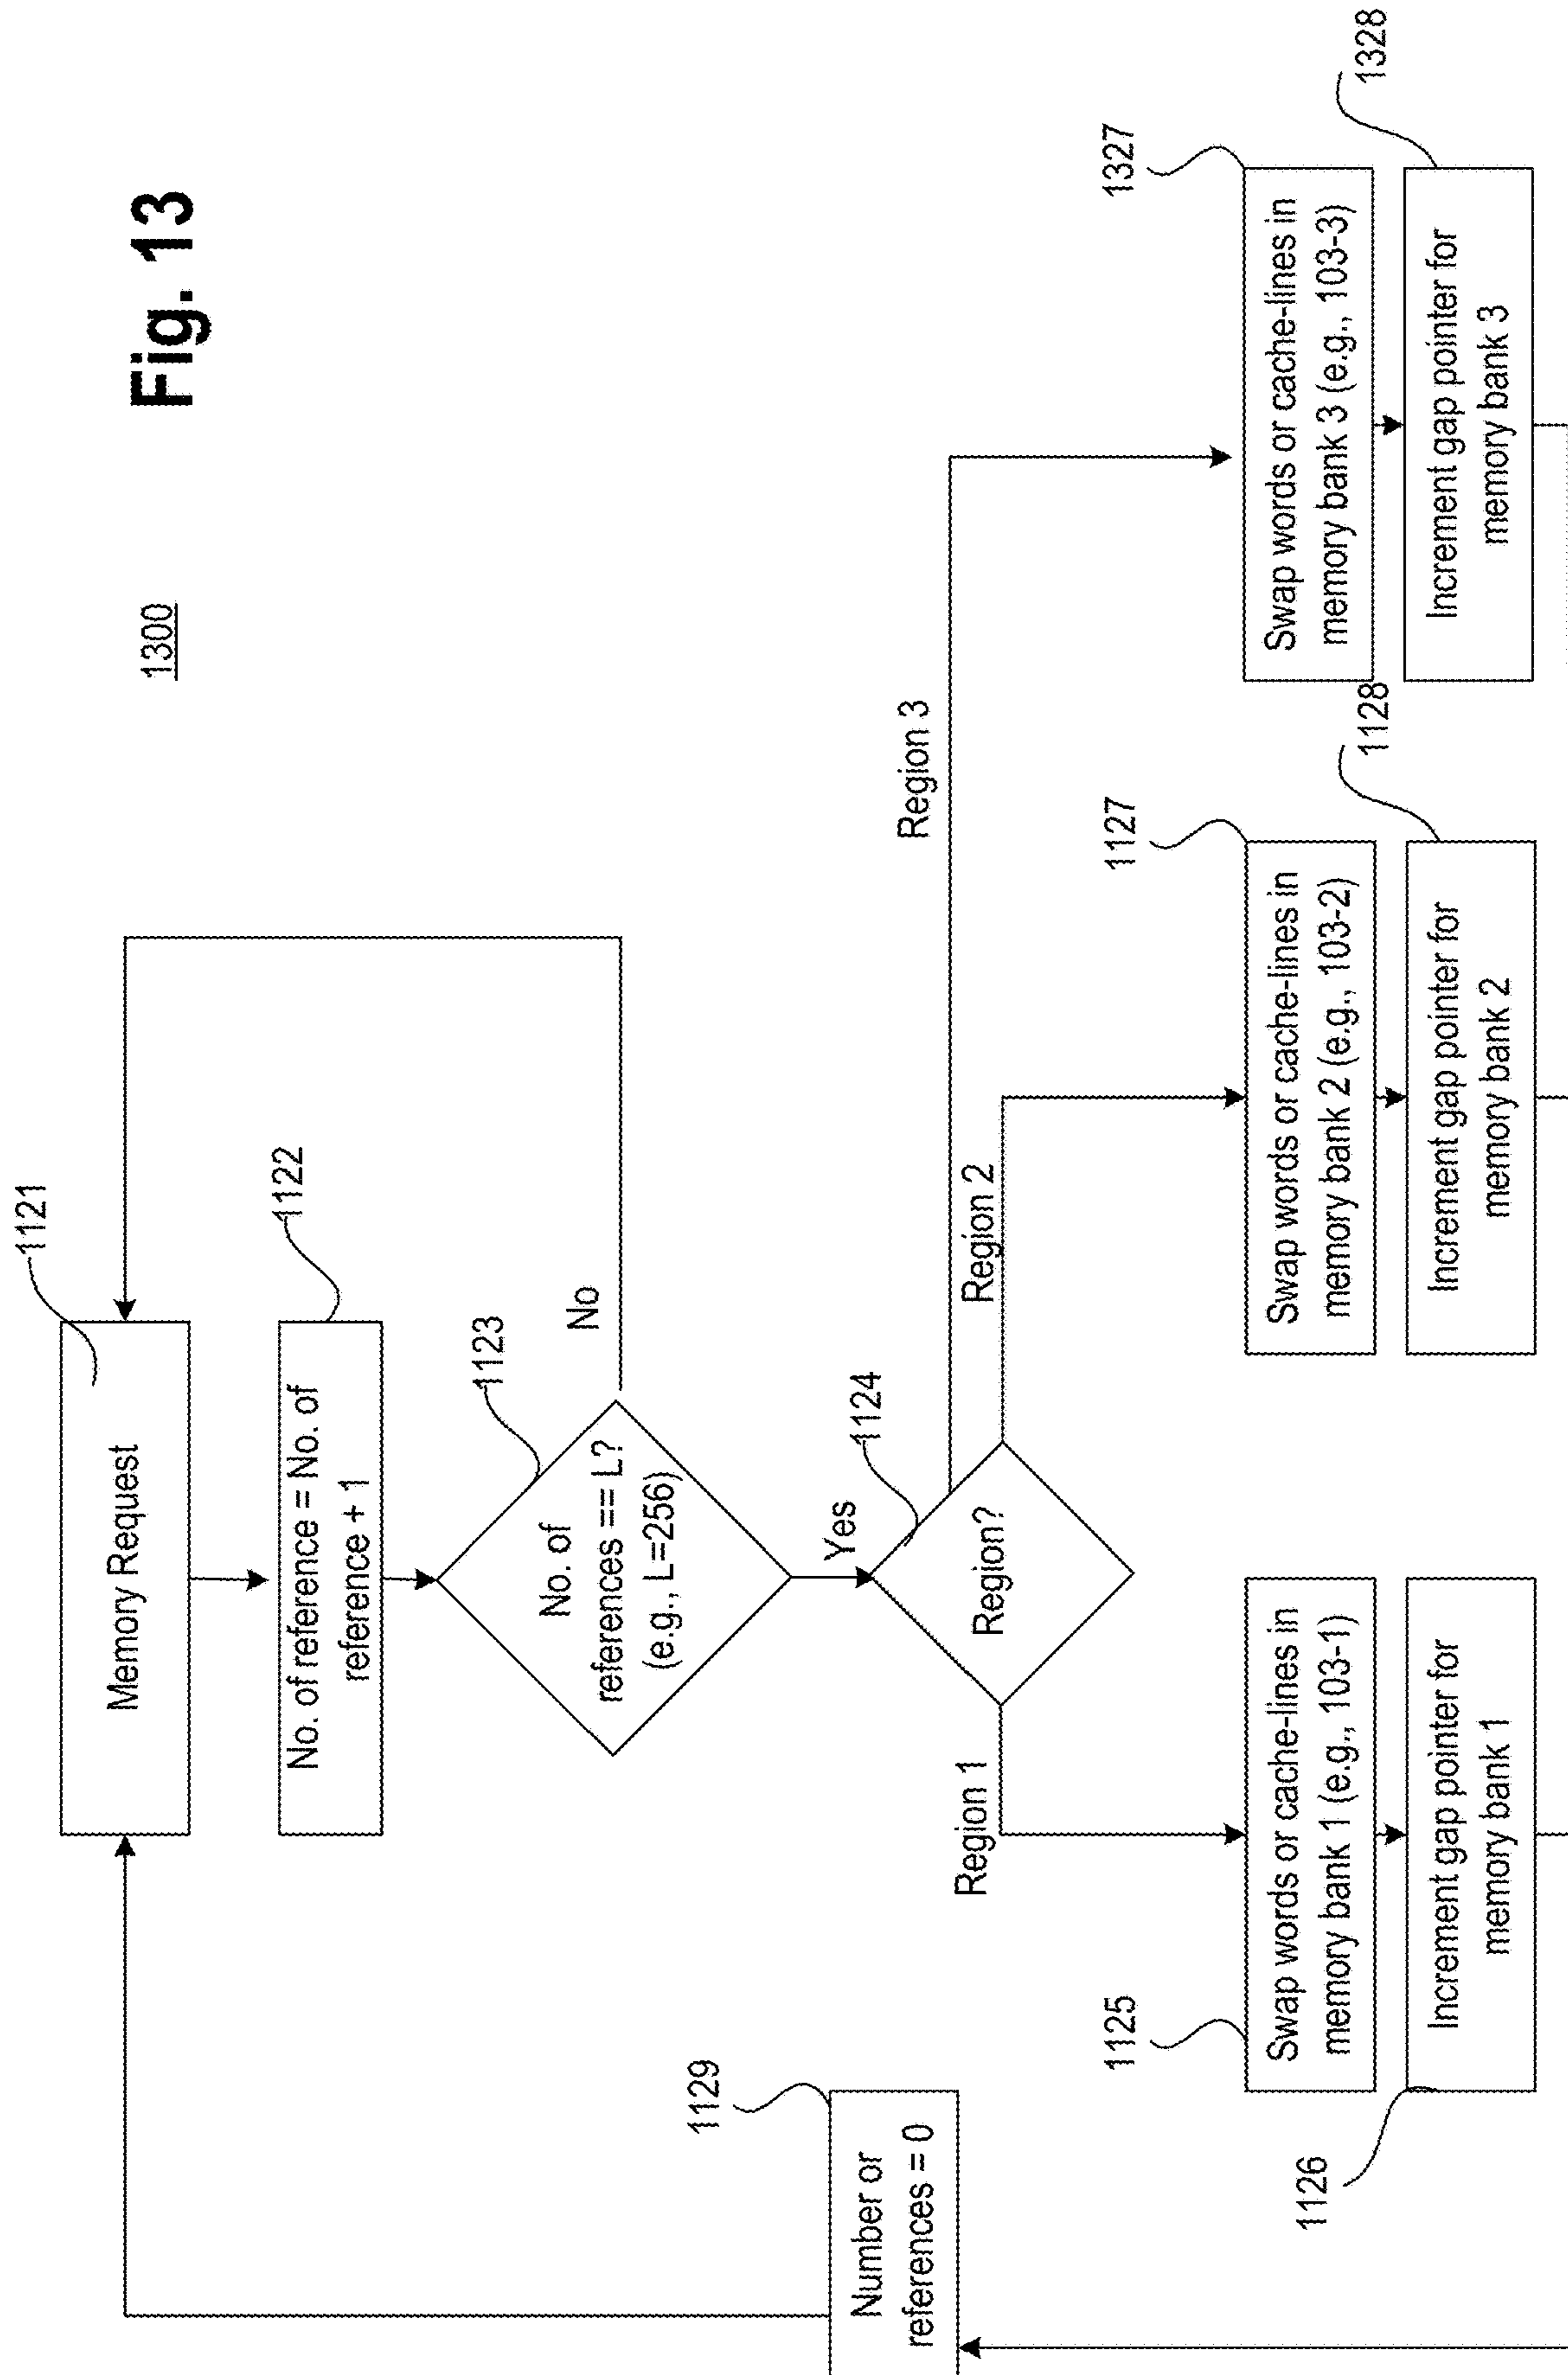 Fig. 13
1300
1121
Memory Request
1122
No. of reference = No. of
reference + 1
1123
No. of
references == L?
(e.g., L=256)
No
Yes
1124
Region?
Region 1
Region 2
Region 3
1129
Number or
references = 0
1125
Swap words or cache-lines in
memory bank 1 (e.g., 103-1)
1126
Increment gap pointer for
memory bank 1
1127
Swap words or cache-lines in
memory bank 2 (e.g., 103-2)
1128
Increment gap pointer for
memory bank 2
1327
Swap words or cache-lines in
memory bank 3 (e.g., 103-3)
1328
Increment gap pointer for
memory bank 3